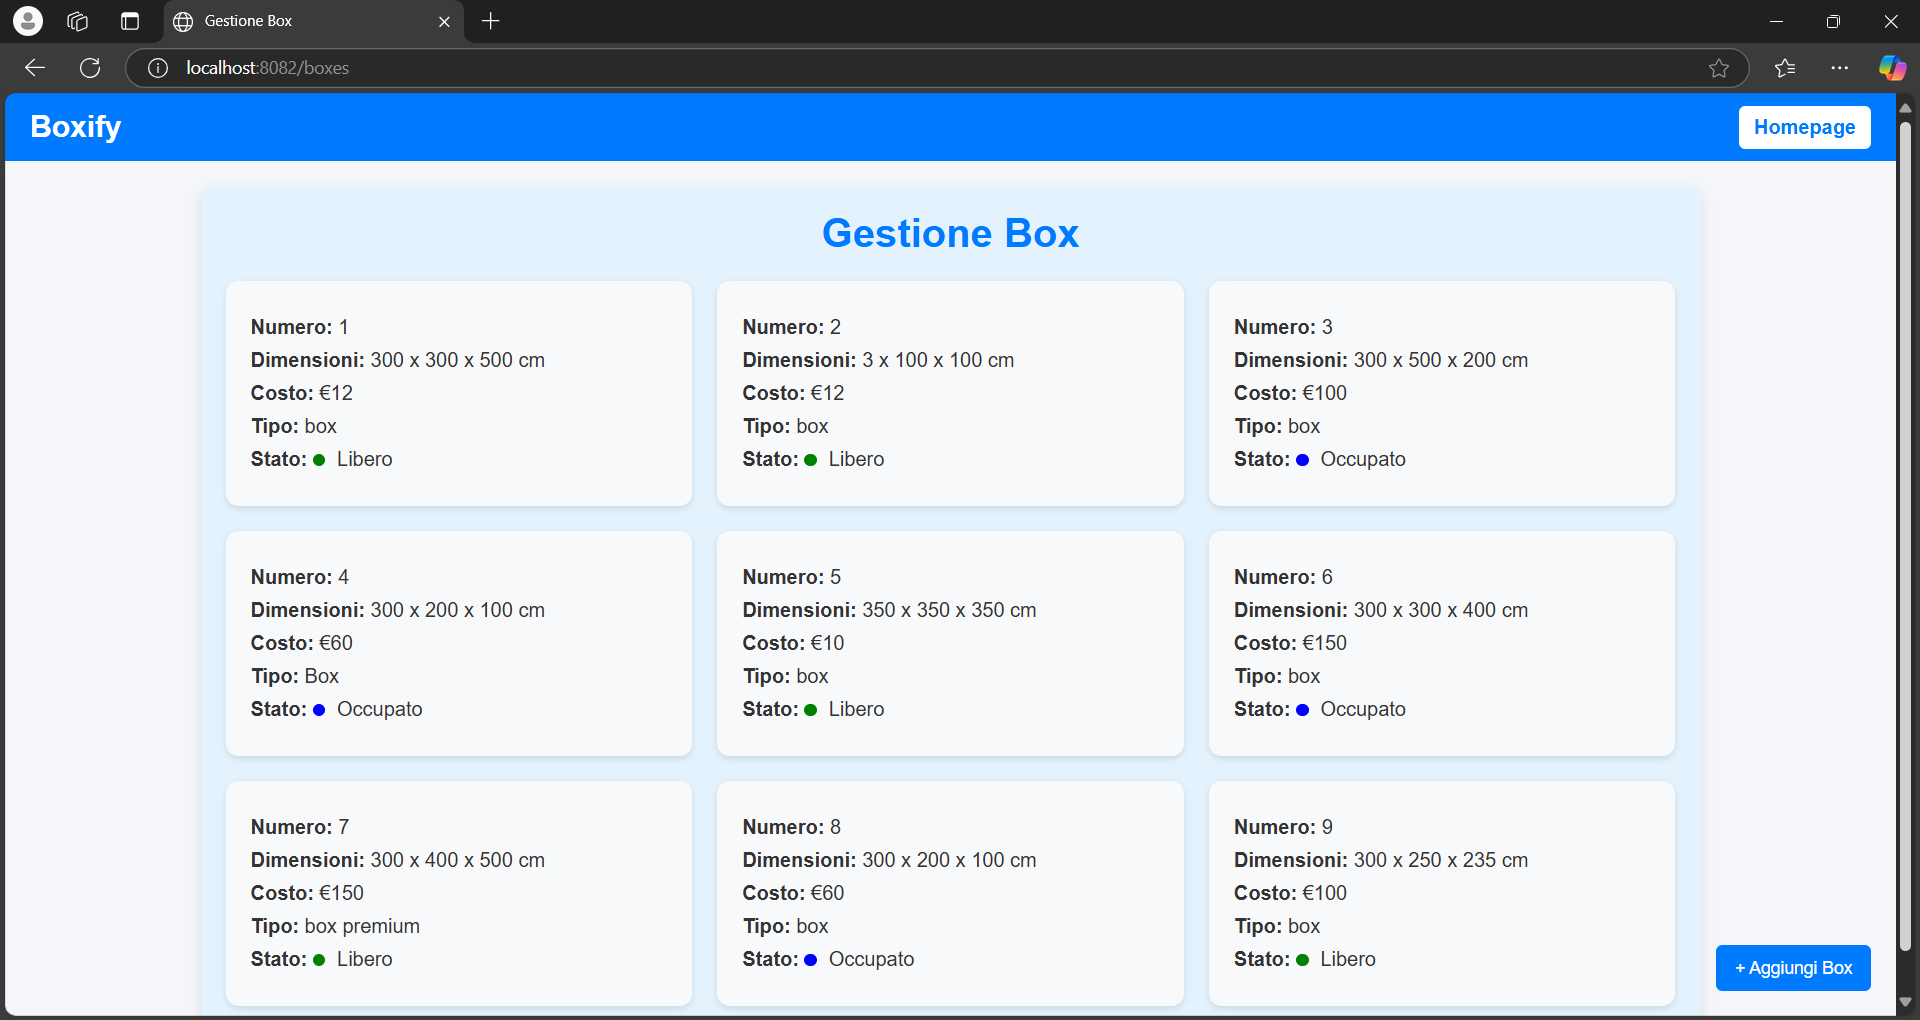 Gestione Box
localhost:8082/boxes
Boxify
Homepage
Gestione Box
Numero: 1
Dimensioni: 300 x 300 x 500 cm
Costo: €12
Tipo: box
Stato: Libero
Numero: 2
Dimensioni: 3 x 100 x 100 cm
Costo: €12
Tipo: box
Stato: Libero
Numero: 3
Dimensioni: 300 x 500 x 200 cm
Costo: €100
Tipo: box
Stato: Occupato
Numero: 4
Dimensioni: 300 x 200 x 100 cm
Costo: €60
Tipo: Box
Stato: Occupato
Numero: 5
Dimensioni: 350 x 350 x 350 cm
Costo: €10
Tipo: box
Stato: Libero
Numero: 6
Dimensioni: 300 x 300 x 400 cm
Costo: €150
Tipo: box
Stato: Occupato
Numero: 7
Dimensioni: 300 x 400 x 500 cm
Costo: €150
Tipo: box premium
Stato: Libero
Numero: 8
Dimensioni: 300 x 200 x 100 cm
Costo: €60
Tipo: box
Stato: Occupato
Numero: 9
Dimensioni: 300 x 250 x 235 cm
Costo: €100
Tipo: box
Stato: Libero
+ Aggiungi Box